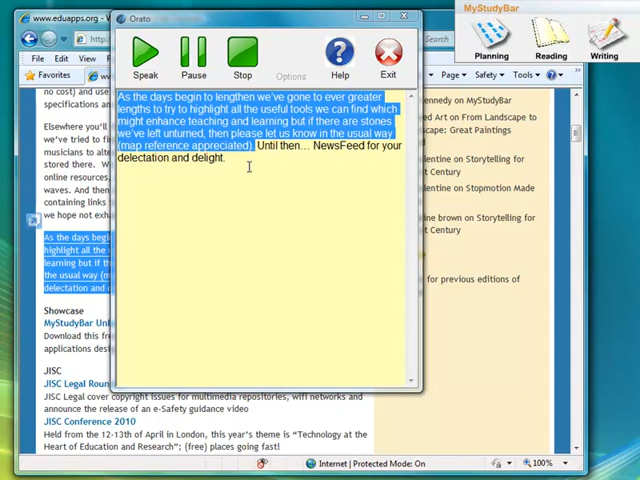 www.eduapps.org - W
Orato
MyStudyBar
Planning
Reading
Writing
http://
Search
File
Edit
View
Page
Safety
Tools
Favorites
Speak
Pause
Stop
Options
Help
Exit
As the days begin to lengthen we've gone to ever greater
lengths to try to highlight all the useful tools we can find which
might enhance teaching and learning but if there are stones
we've left unturned, then please let us know in the usual way
(map reference appreciated). Until then... NewsFeed for your
delectation and delight.
no cost) and use
specifications an
Elsewhere you'll
we've tried to fin
musicians to alte
stored there. W
online resources,
waves. And then
containing links t
we hope not exha
As the days begi
highlight all the
learning but if th
the usual way (m
delectation and
Showcase
MyStudyBar Unl
Download this fre
applications desi
JISC
JISC Legal Roun
JISC Legal cover copyright issues for multimedia repositories, wifi networks and
announce the release of an e-Safety guidance video
JISC Conference 2010
Held from the 12-13th of April in London, this year's theme is "Technology at the
Heart of Education and Research"; (free) places going fast!
ennedy on MyStudyBar
ed Art on From Landscape to
scape: Great Paintings
entine on Storytelling for
t Century
lentine on Stopmotion Made
ine brown on Storytelling for
t Century
for previous editions of
Internet | Protected Mode: On
100%